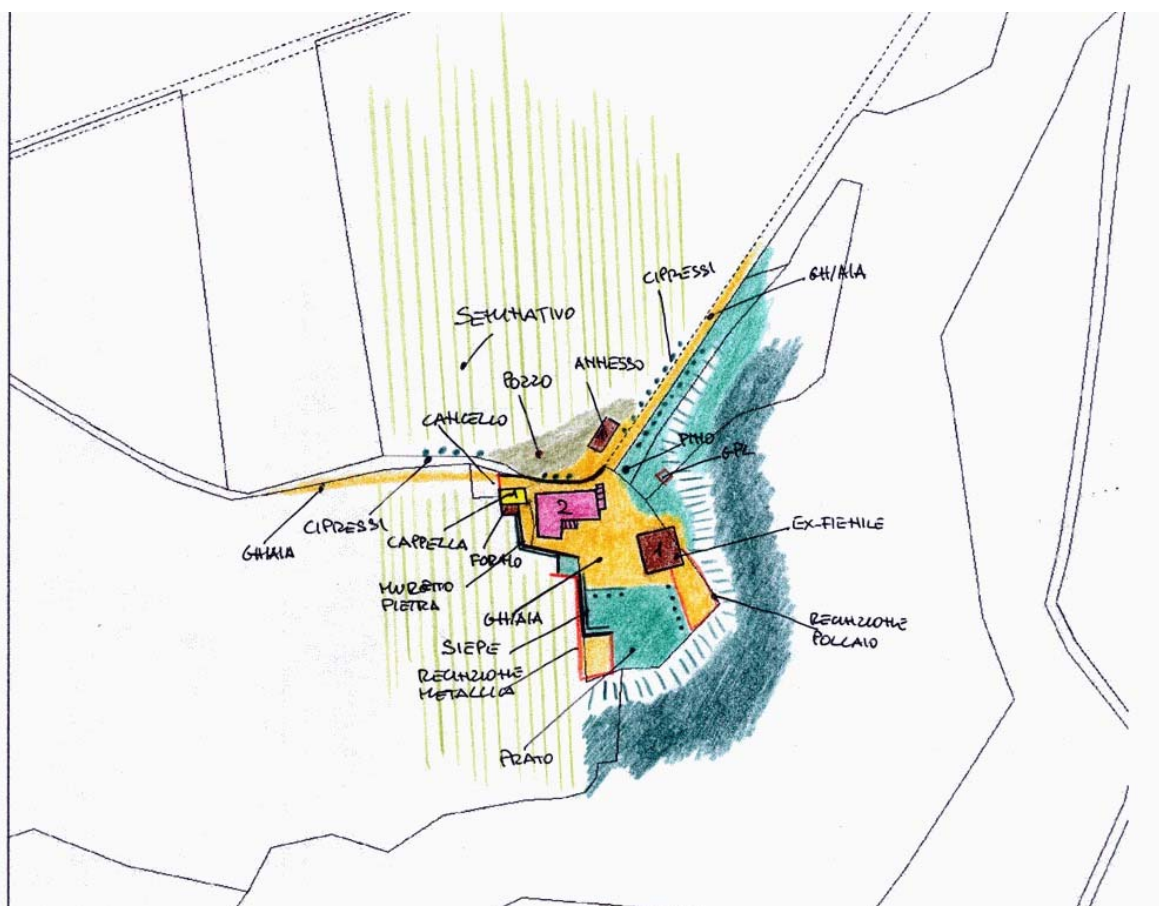 CIPRESSI
GHIAIA
SEMINATIVO
ANNESSO
POZZO
CANCELLO
PINO
GPL
2
1
EX-FIENILE
CIPRESSI
GHIAIA
CAPPELLA
FORNO
MURETTO
PIETRA
GHIAIA
SIEPE
RECINZIONE
POLLAIO
RECINZIONE
METALLICA
PRATO